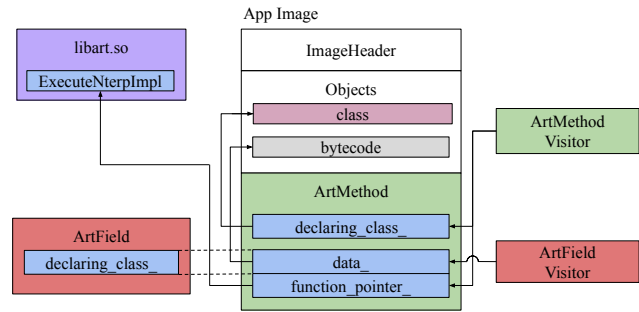 App Image
libart.so
ExecuteNterpImpl
ImageHeader
Objects
class
bytecode
ArtMethod
Visitor
ArtMethod
declaring_class_
ArtField
declaring_class_
data_
function_pointer_
ArtField
Visitor